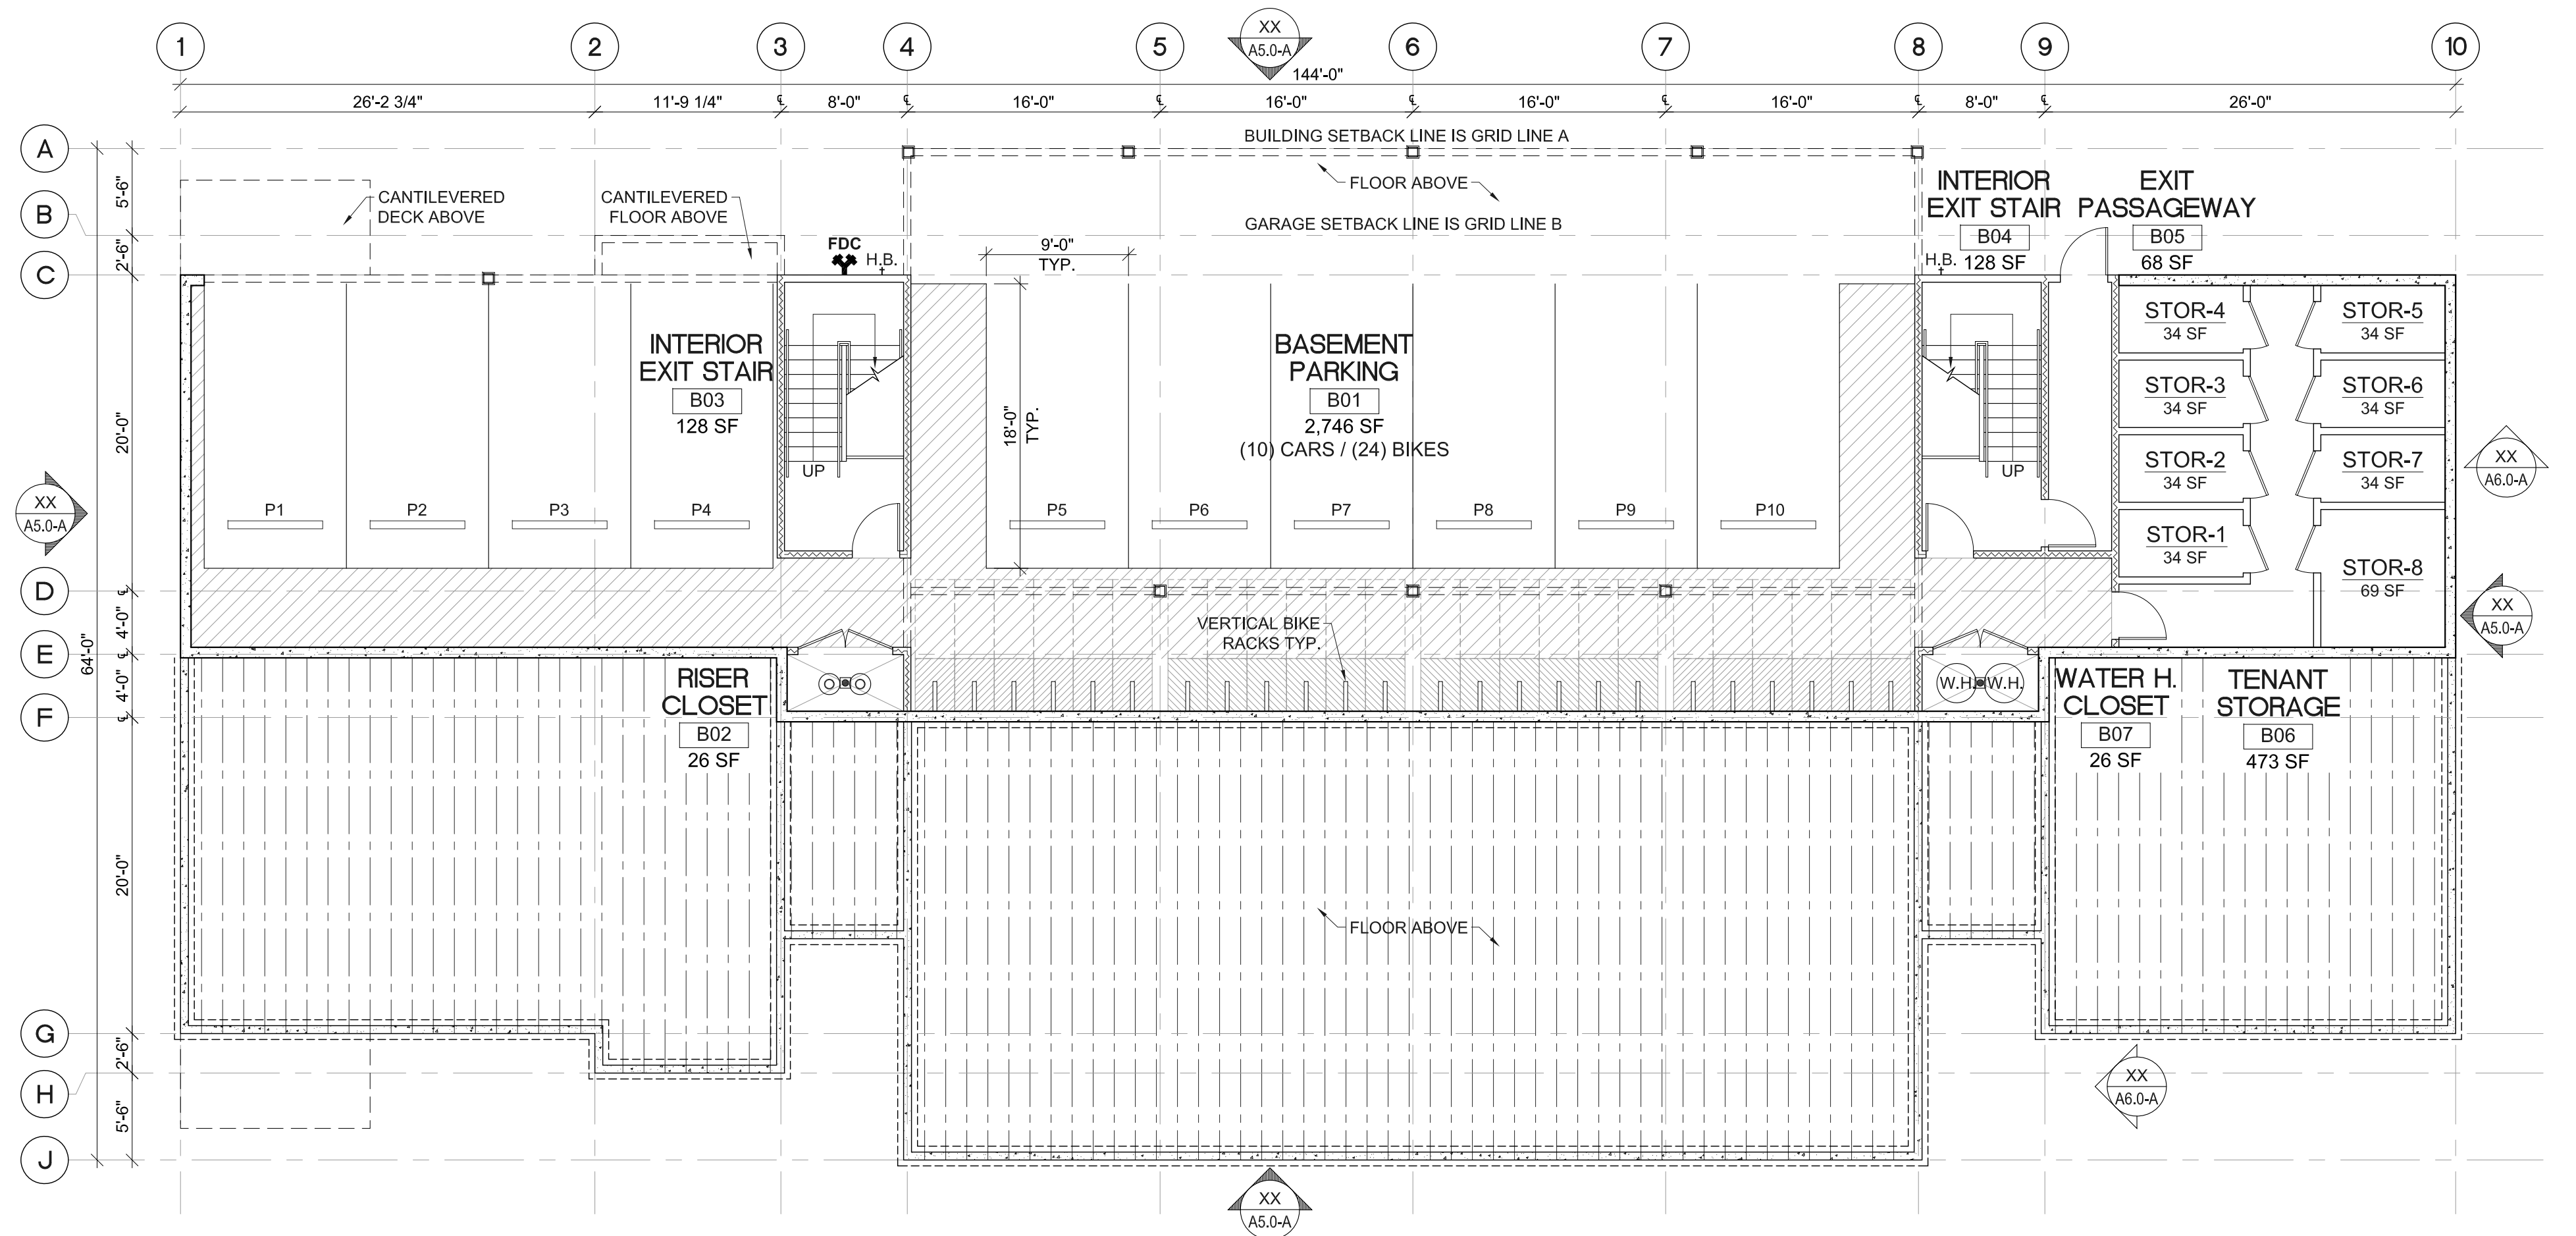 1
2
3
4
5
6
7
8
9
10
XX
A5.0-A
144'-0"
26'-2 3/4"
11'-9 1/4"
8'-0"
16'-0"
16'-0"
16'-0"
16'-0"
8'-0"
26'-0"
A
B
C
D
E
F
G
H
J
5'-6"
2'-6"
20'-0"
4'-0"
4'-0"
20'-0"
2'-6"
5'-6"
64'-0"
BUILDING SETBACK LINE IS GRID LINE A
FLOOR ABOVE
GARAGE SETBACK LINE IS GRID LINE B
CANTILEVERED
DECK ABOVE
CANTILEVERED
FLOOR ABOVE
FDC
H.B.
9'-0"
TYP.
18'-0"
TYP.
INTERIOR
EXIT STAIR
B04
128 SF
H.B.
EXIT
PASSAGEWAY
B05
68 SF
INTERIOR
EXIT STAIR
B03
128 SF
UP
BASEMENT
PARKING
B01
2,746 SF
(10) CARS / (24) BIKES
UP
STOR-4
34 SF
STOR-5
34 SF
STOR-3
34 SF
STOR-6
34 SF
STOR-2
34 SF
STOR-7
34 SF
STOR-1
34 SF
STOR-8
69 SF
XX
A5.0-A
XX
A6.0-A
XX
A5.0-A
P1
P2
P3
P4
P5
P6
P7
P8
P9
P10
VERTICAL BIKE
RACKS TYP.
RISER
CLOSET
B02
26 SF
W.H.
W.H.
WATER H.
CLOSET
B07
26 SF
TENANT
STORAGE
B06
473 SF
FLOOR ABOVE
XX
A6.0-A
XX
A5.0-A